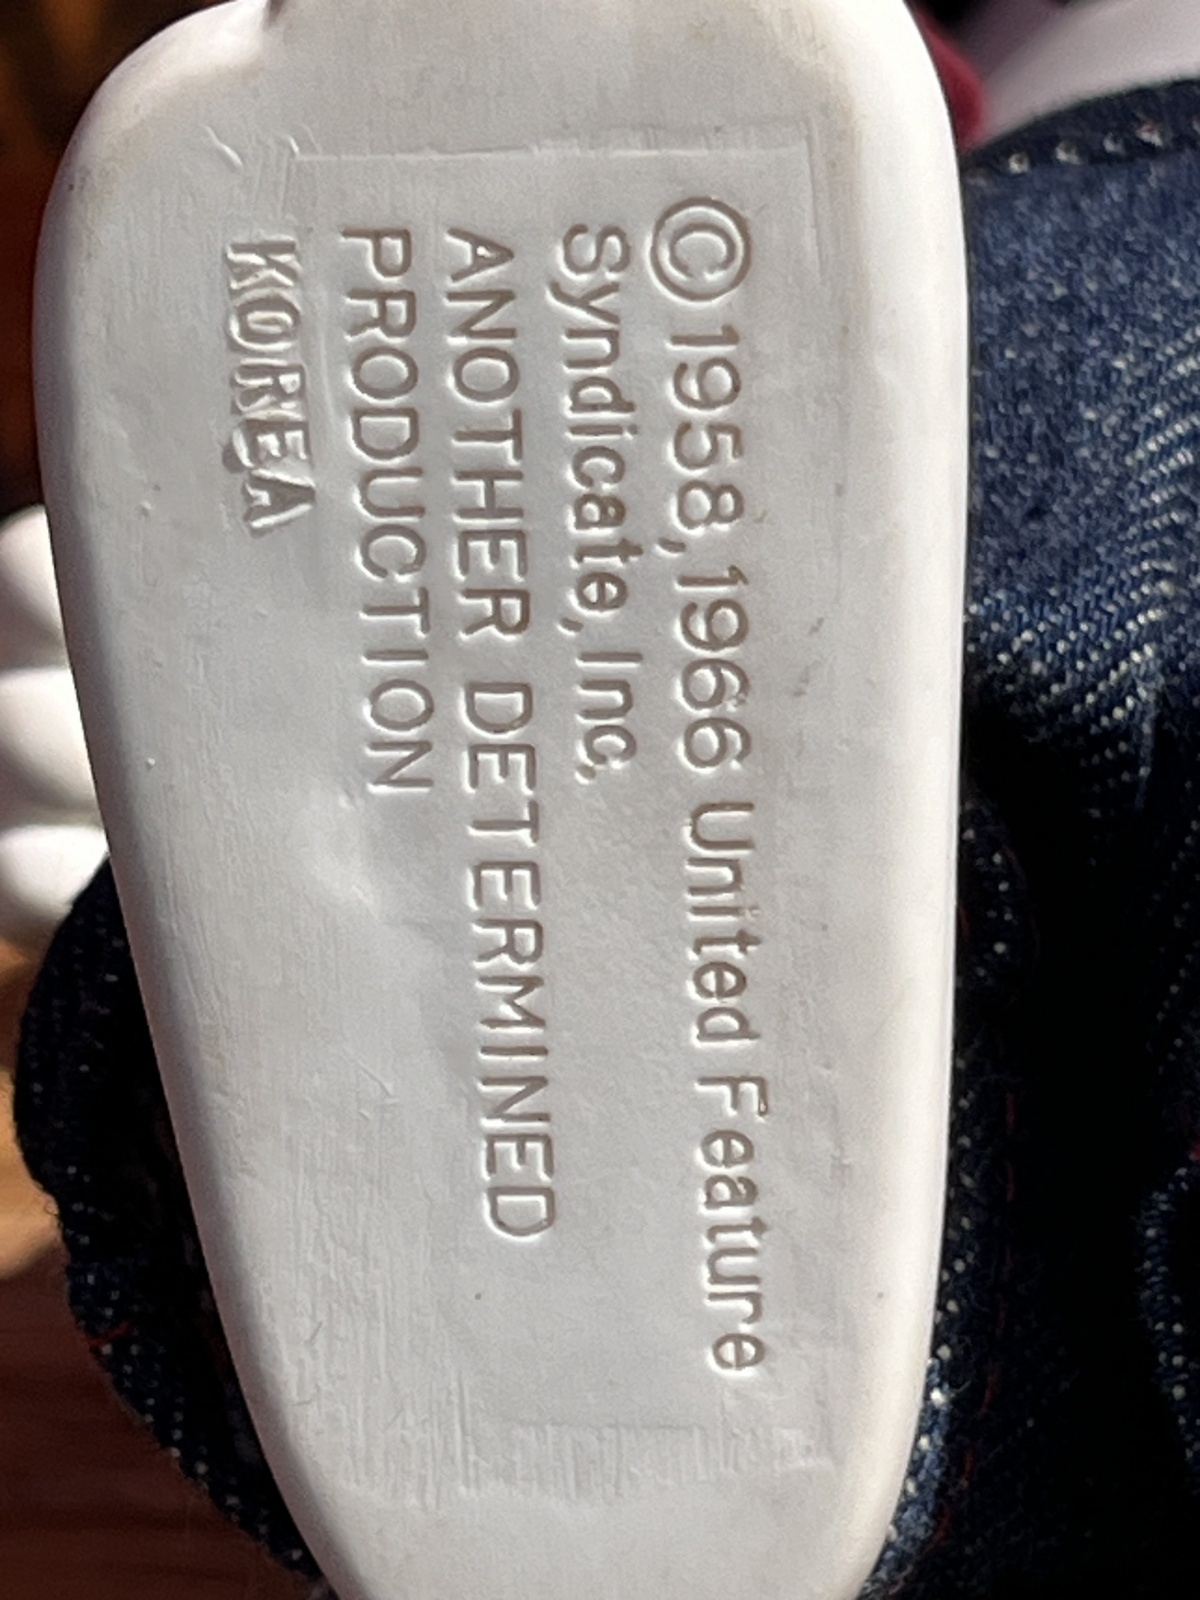 ©1958,1966 United Feature
Syndicate, Inc.
ANOTHER DETERMINED
PRODUCTION
KOREA